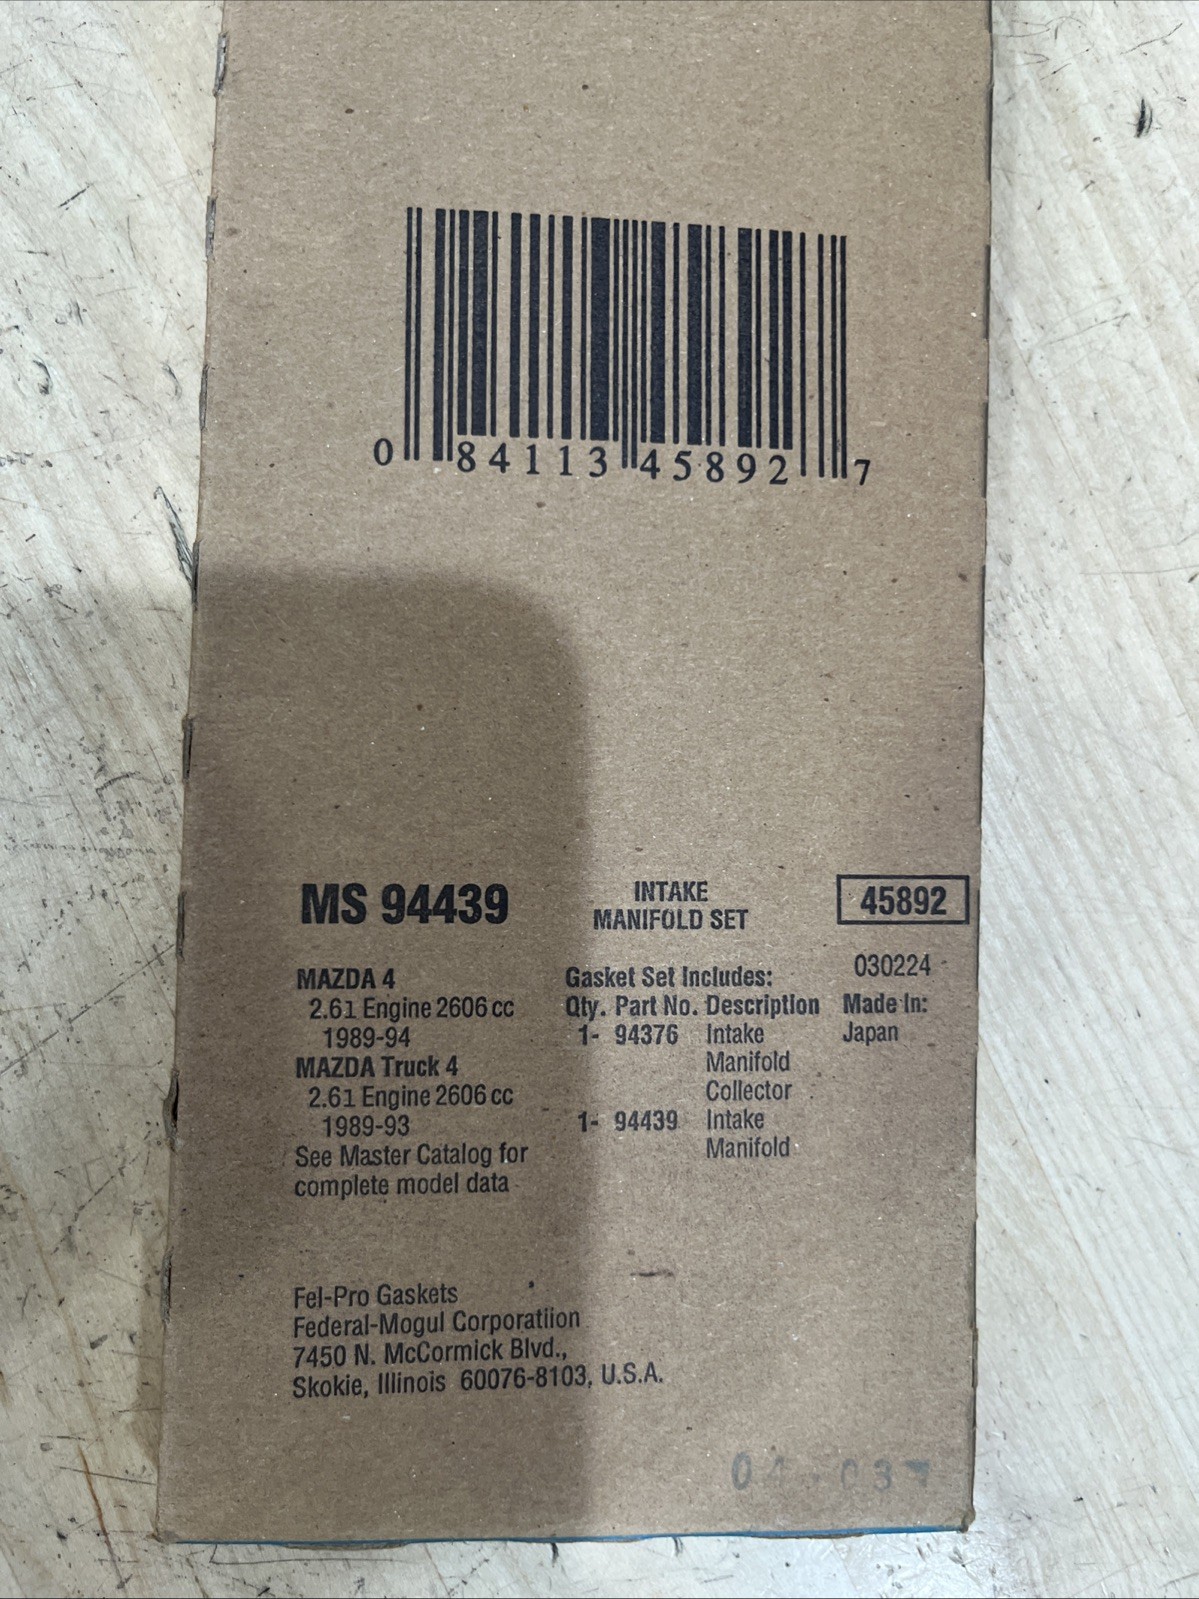 0 84113 45892 7
MS 94439
INTAKE
MANIFOLD SET
45892
MAZDA 4
2.6l Engine 2606 cc
1989-94
MAZDA Truck 4
2.6l Engine 2606 cc
1989-93
See Master Catalog for
complete model data
Gasket Set Includes:
Qty. Part No. Description
1- 94376 Intake
Manifold
Collector
1- 94439 Intake
Manifold
030224
Made In:
Japan
Fel-Pro Gaskets
Federal-Mogul Corporatiion
7450 N. McCormick Blvd.,
Skokie, Illinois 60076-8103, U.S.A.